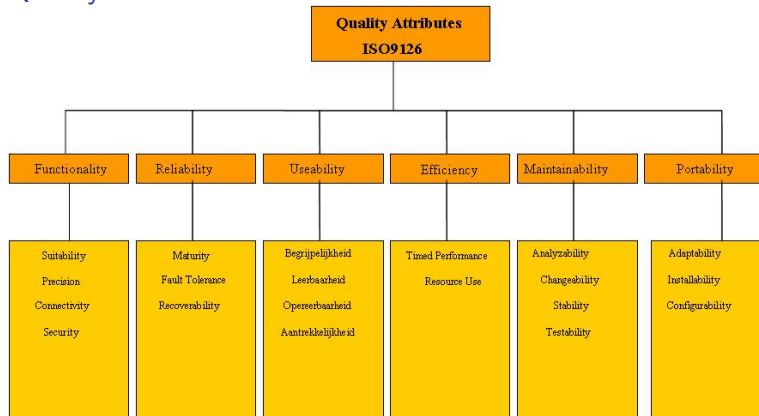 Quality Attributes
ISO9126
Functionality
Reliability
Useability
Efficiency
Maintainability
Portability
Suitability
Precision
Connectivity
Security
Maturity
Fault Tolerance
Recoverability
Begrijpelijkheid
Leerbaarheid
Opereerbaarheid
Aantrekkelijkheid
Timed Performance
Resource Use
Analyzability
Changeability
Stability
Testability
Adaptability
Installability
Configurability